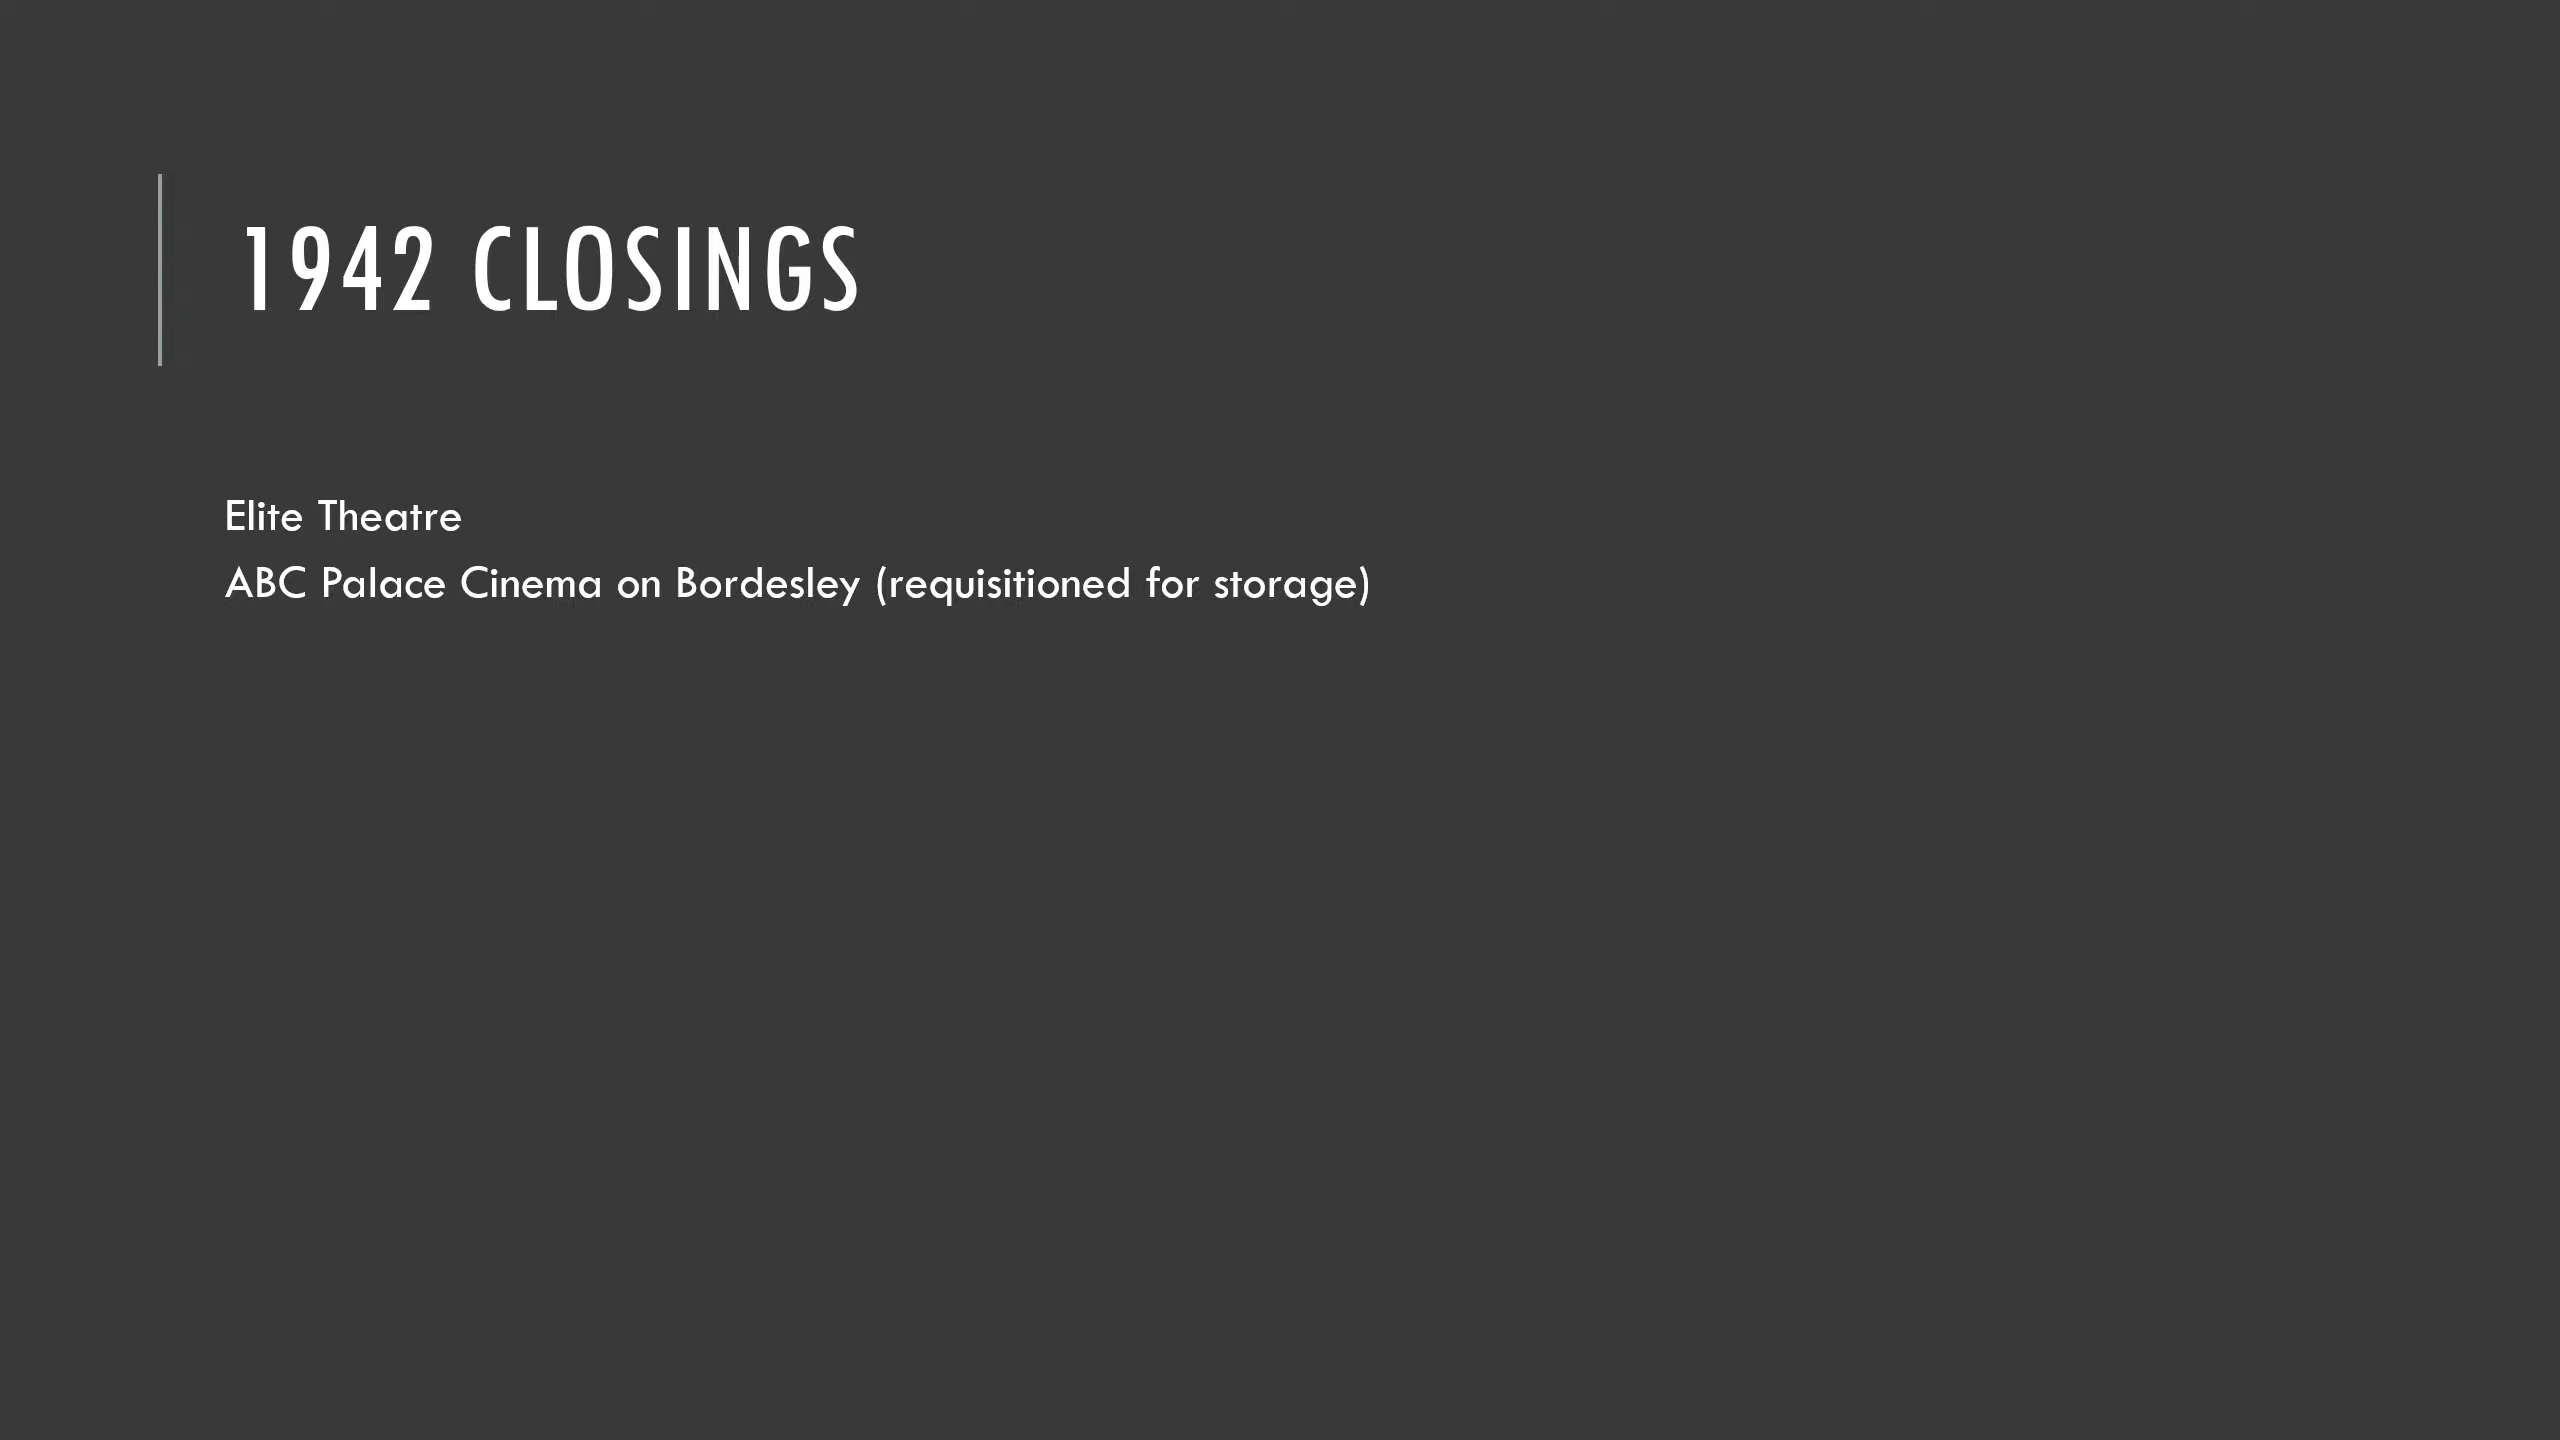 1942 CLOSINGS
Elite Theatre
ABC Palace Cinema on Bordesley (requisitioned for storage)